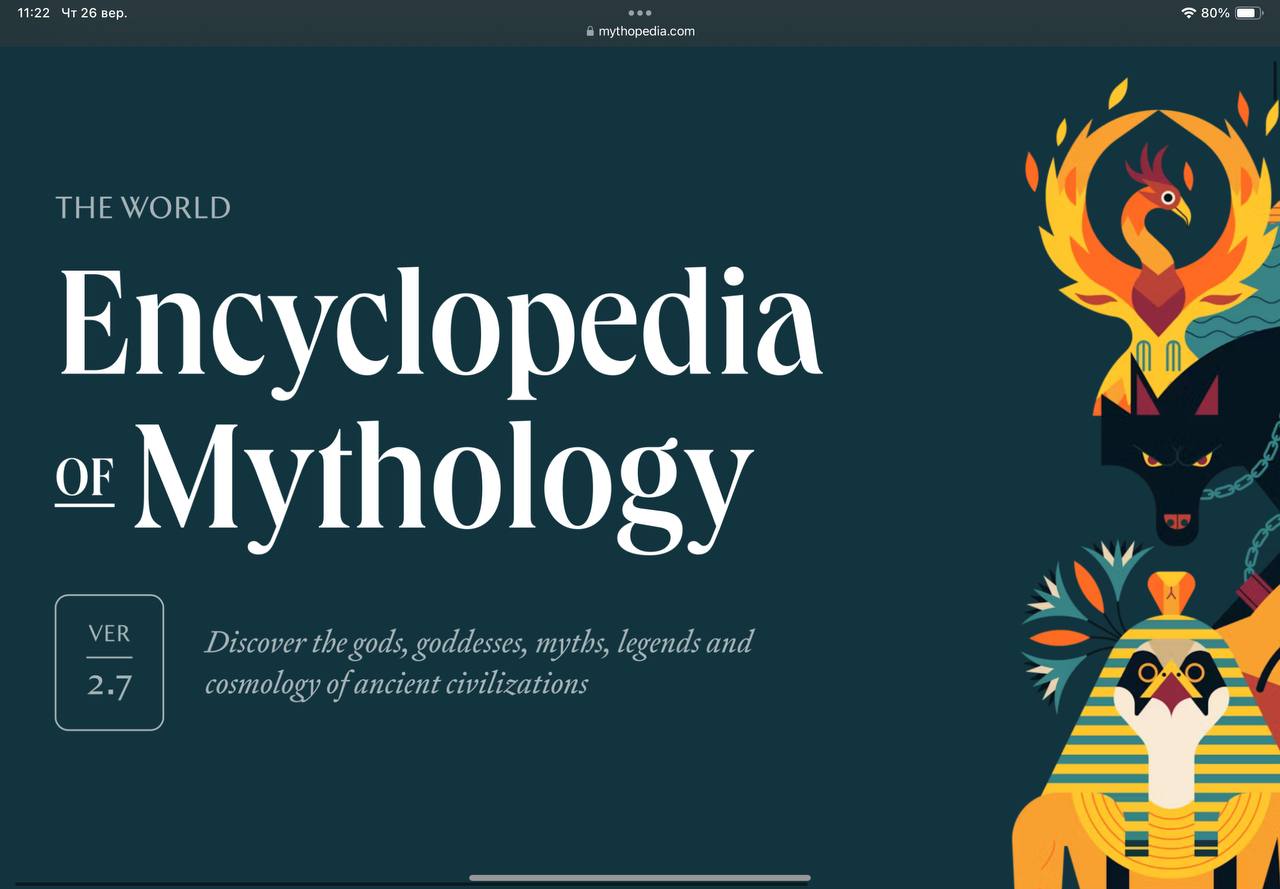 11:22 Чт 26 вер.
80%
mythopedia.com
THE WORLD
Encyclopedia
OF Mythology
VER
2.7
Discover the gods, goddesses, myths, legends and
cosmology of ancient civilizations